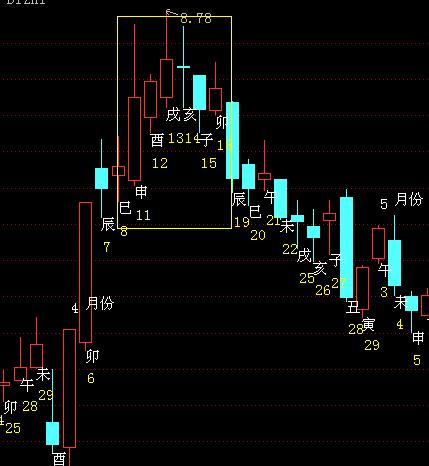 8.78
戌
亥
卯
酉
13
14
子
12
15
申
巳
11
辰
8
7
辰
午
巳
21
19
未
20
22
戌
子
亥
25
27
26
5 月份
午
3
丑
未
28
寅
4
29
申
5
4 月份
卯
6
未
午
29
28
卯
25
酉